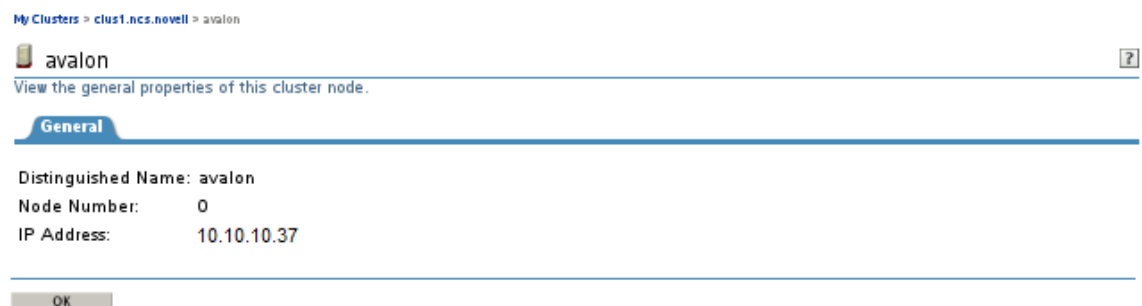 My Clusters > clus1.ncs.novell > avalon
avalon
?
View the general properties of this cluster node.
General
Distinguished Name: avalon
Node Number: 0
IP Address: 10.10.10.37
OK